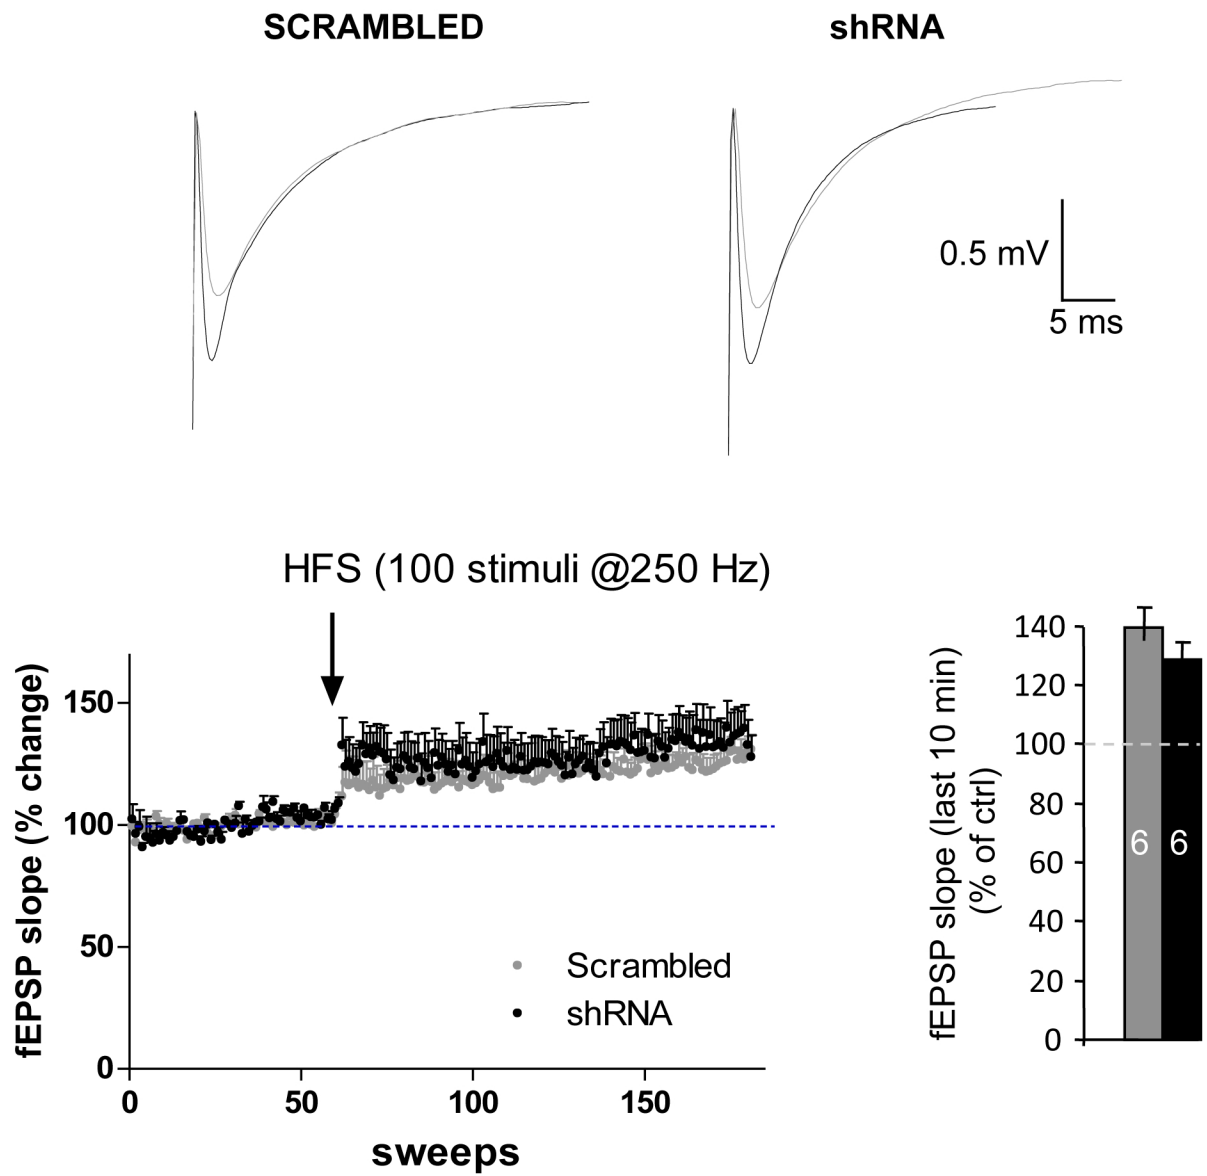 SCRAMBLED
shRNA
0.5 mV
5 ms
HFS (100 stimuli @250 Hz)
fEPSP slope (% change)
150
100
50
0
0
50
100
150
sweeps
Scrambled
shRNA
fEPSP slope (last 10 min)
(% of ctrl)
140
120
100
80
60
40
20
0
6
6